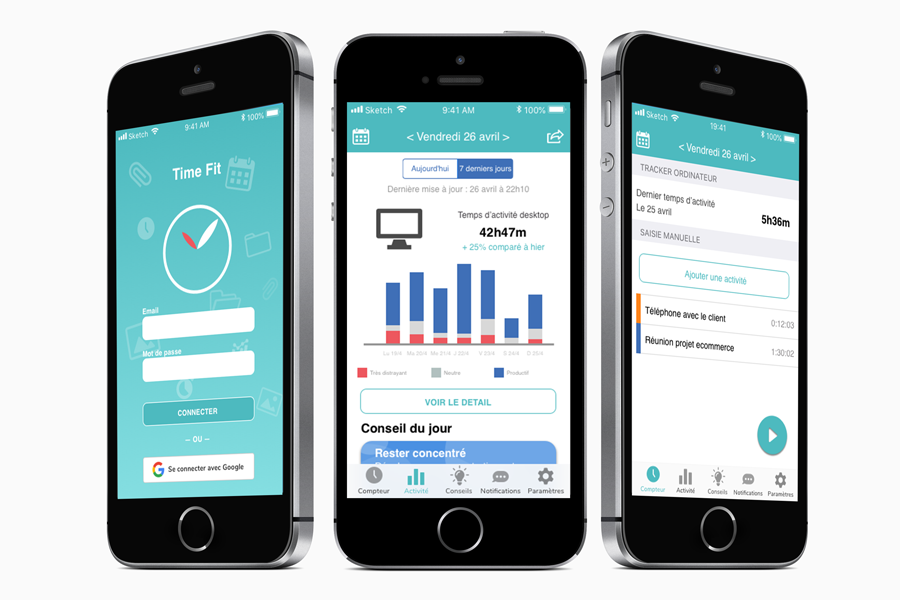 Sketch 9:41 AM 100%
Time Fit
Email
Mot de passe
CONNECTER
— OU —
Se connecter avec Google
Sketch 9:41 AM 100%
< Vendredi 26 avril >
Aujourd'hui 7 derniers jours
Dernière mise à jour : 26 avril à 22h10
Temps d'activité desktop
42h47m
+ 25% comparé à hier
Lu 19/4 Ma 20/4 Me 21/4 J 22/4 V 23/4 S 24/4 D 25/4
Très distrayant Neutre Productif
VOIR LE DETAIL
Conseil du jour
Rester concentré
Compteur Activité Conseils Notifications Paramètres
Sketch 19:41 100%
< Vendredi 26 avril >
TRACKER ORDINATEUR
Dernier temps d'activité
Le 25 avril
5h36m
SAISIE MANUELLE
Ajouter une activité
Téléphone avec le client 0:12:03
Réunion projet ecommerce 1:30:02
Compteur Activité Conseils Notifications Paramètres